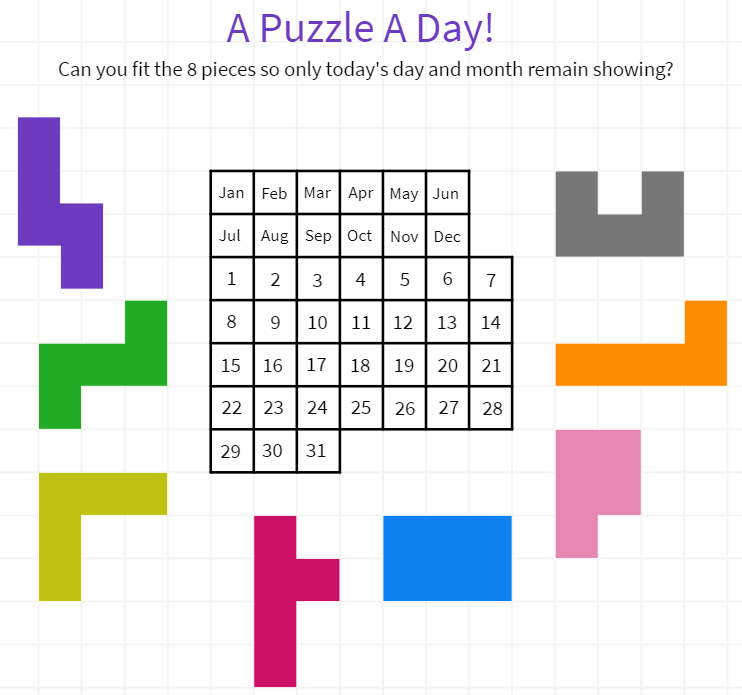 A Puzzle A Day!
Can you fit the 8 pieces so only today's day and month remain showing?
Jan Feb Mar Apr May Jun
Jul Aug Sep Oct Nov Dec
1 2 3 4 5 6 7
8 9 10 11 12 13 14
15 16 17 18 19 20 21
22 23 24 25 26 27 28
29 30 31